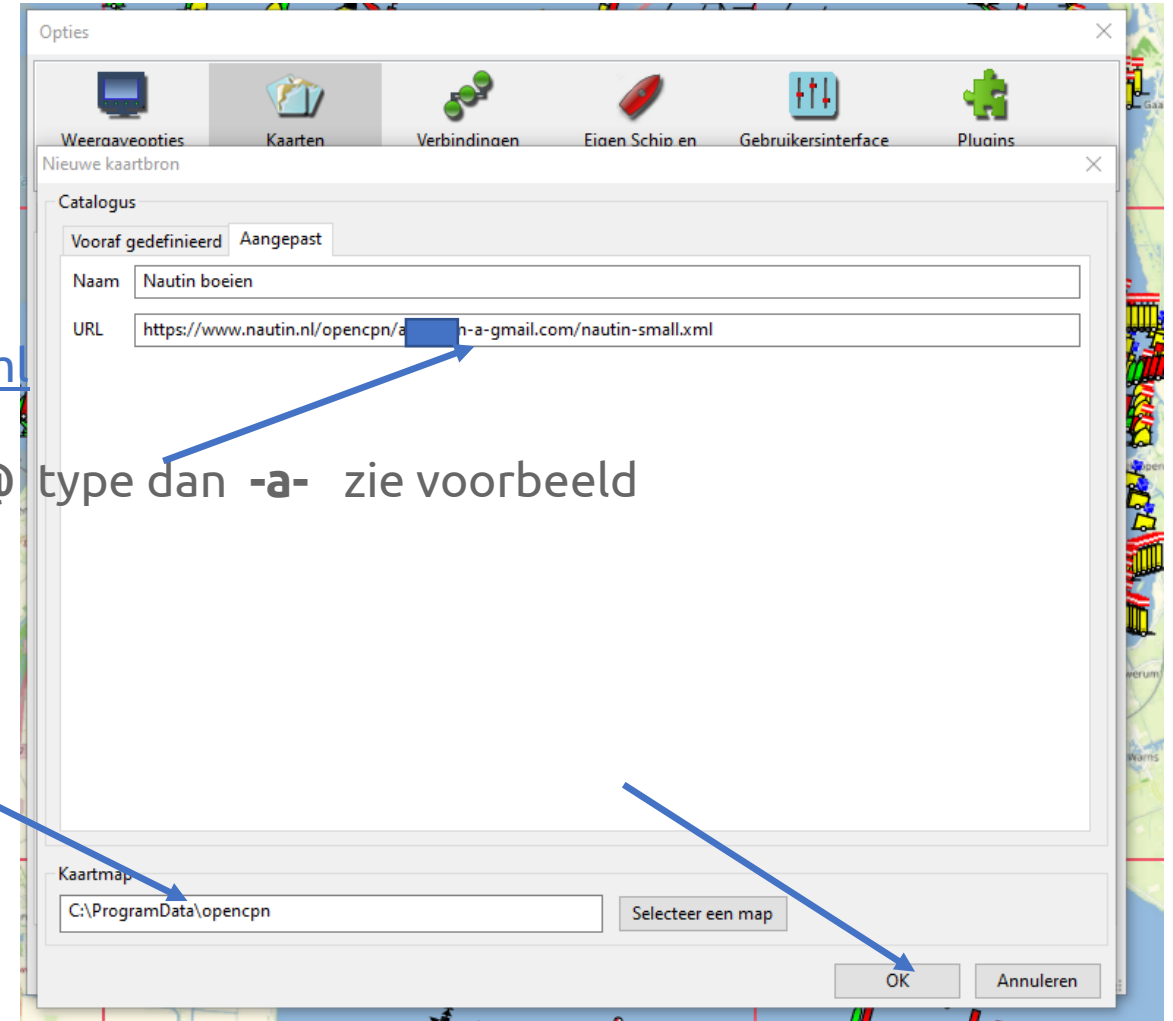 Opties
Weergaveopties Kaarten Verbindingen Eigen Schip en Gebruikersinterface Plugins
Nieuwe kaartbron
Catalogus
Vooraf gedefinieerd Aangepast
Naam Nautin boeien
URL https://www.nautin.nl/opencpn/a n-a-gmail.com/nautin-small.xml
nl
@ type dan -a- zie voorbeeld
Kaartmap
C:\ProgramData\opencpn Selecteer een map
OK Annuleren
Warns